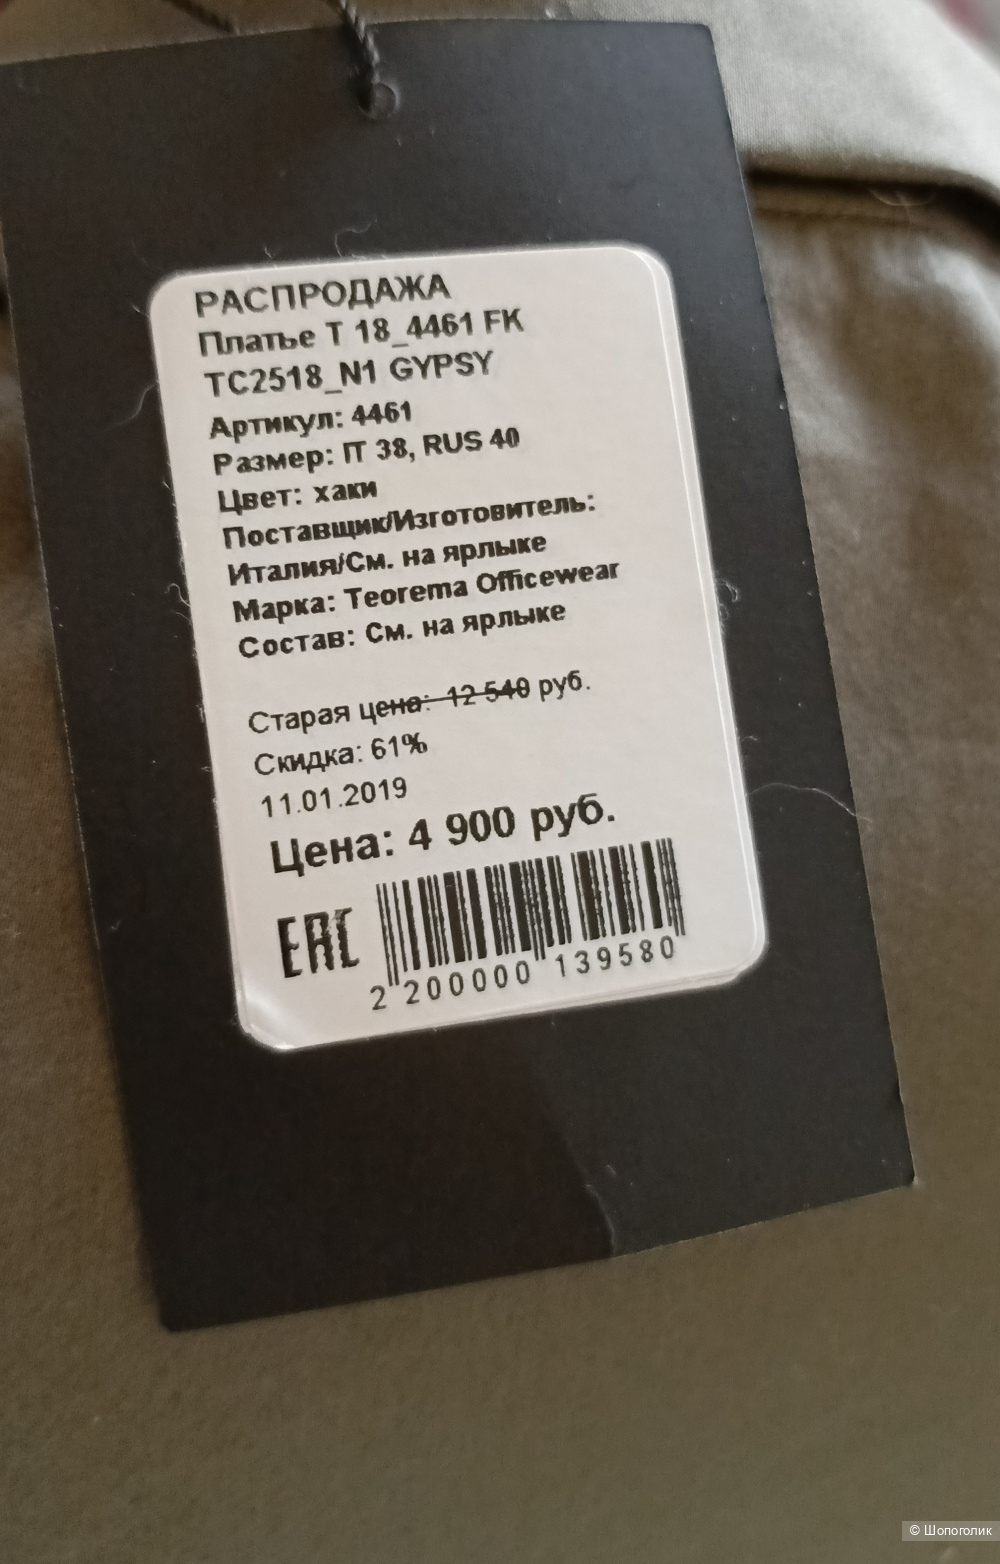 РАСПРОДАЖА
Платье Т 18_4461 FK
TC2518_N1 GYPSY
Артикул: 4461
Размер: IT 38, RUS 40
Цвет: хаки
Поставщик/Изготовитель:
Италия/См. на ярлыке
Марка: Teorema Officewear
Состав: См. на ярлыке
Старая цена: 12 540 руб.
Скидка: 61%
11.01.2019
Цена: 4 900 руб.
EAC
2 200000 139580
© Шопоголик